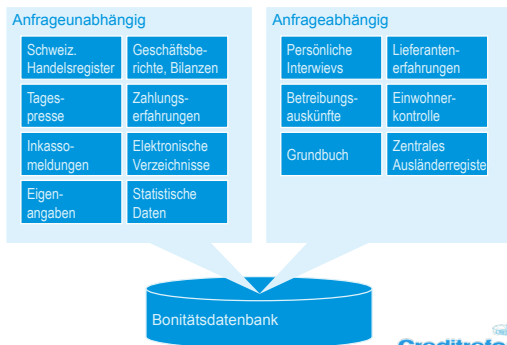 Anfrageunabhängig
Schweiz.
Handelsregister
Geschäftsbe-
richte, Bilanzen
Tages-
presse
Zahlungs-
erfahrungen
Inkasso-
meldungen
Elektronische
Verzeichnisse
Eigen-
angaben
Statistische
Daten
Anfrageabhängig
Persönliche
Interwievs
Lieferanten-
erfahrungen
Betreibungs-
auskünfte
Einwohner-
kontrolle
Grundbuch
Zentrales
Ausländerregiste
Bonitätsdatenbank